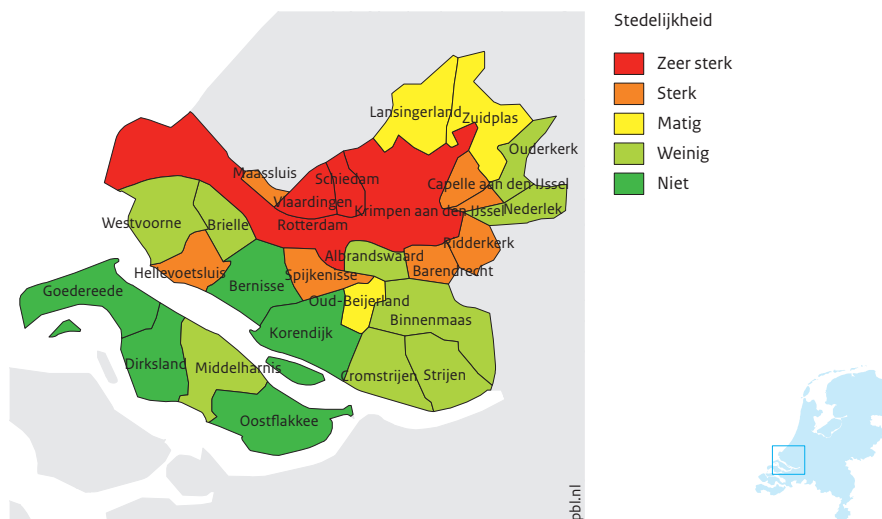 Stedelijkheid
Zeer sterk
Sterk
Matig
Weinig
Niet
Lansingerland
Zuidplas
Ouderkerk
Maassluis
Schiedam
Capelle aan den IJssel
Vlaardingen
Krimpen aan den IJssel
Nederlek
Westvoorne
Brielle
Rotterdam
Ridderkerk
Albrandswaard
Hellevoetsluis
Spijkenisse
Barendrecht
Bernisse
Goedereede
Oud-Beijerland
Binnenmaas
Korendijk
Dirksland
Middelharnis
Cromstrijen
Strijen
Oostflakkee
pbl.nl